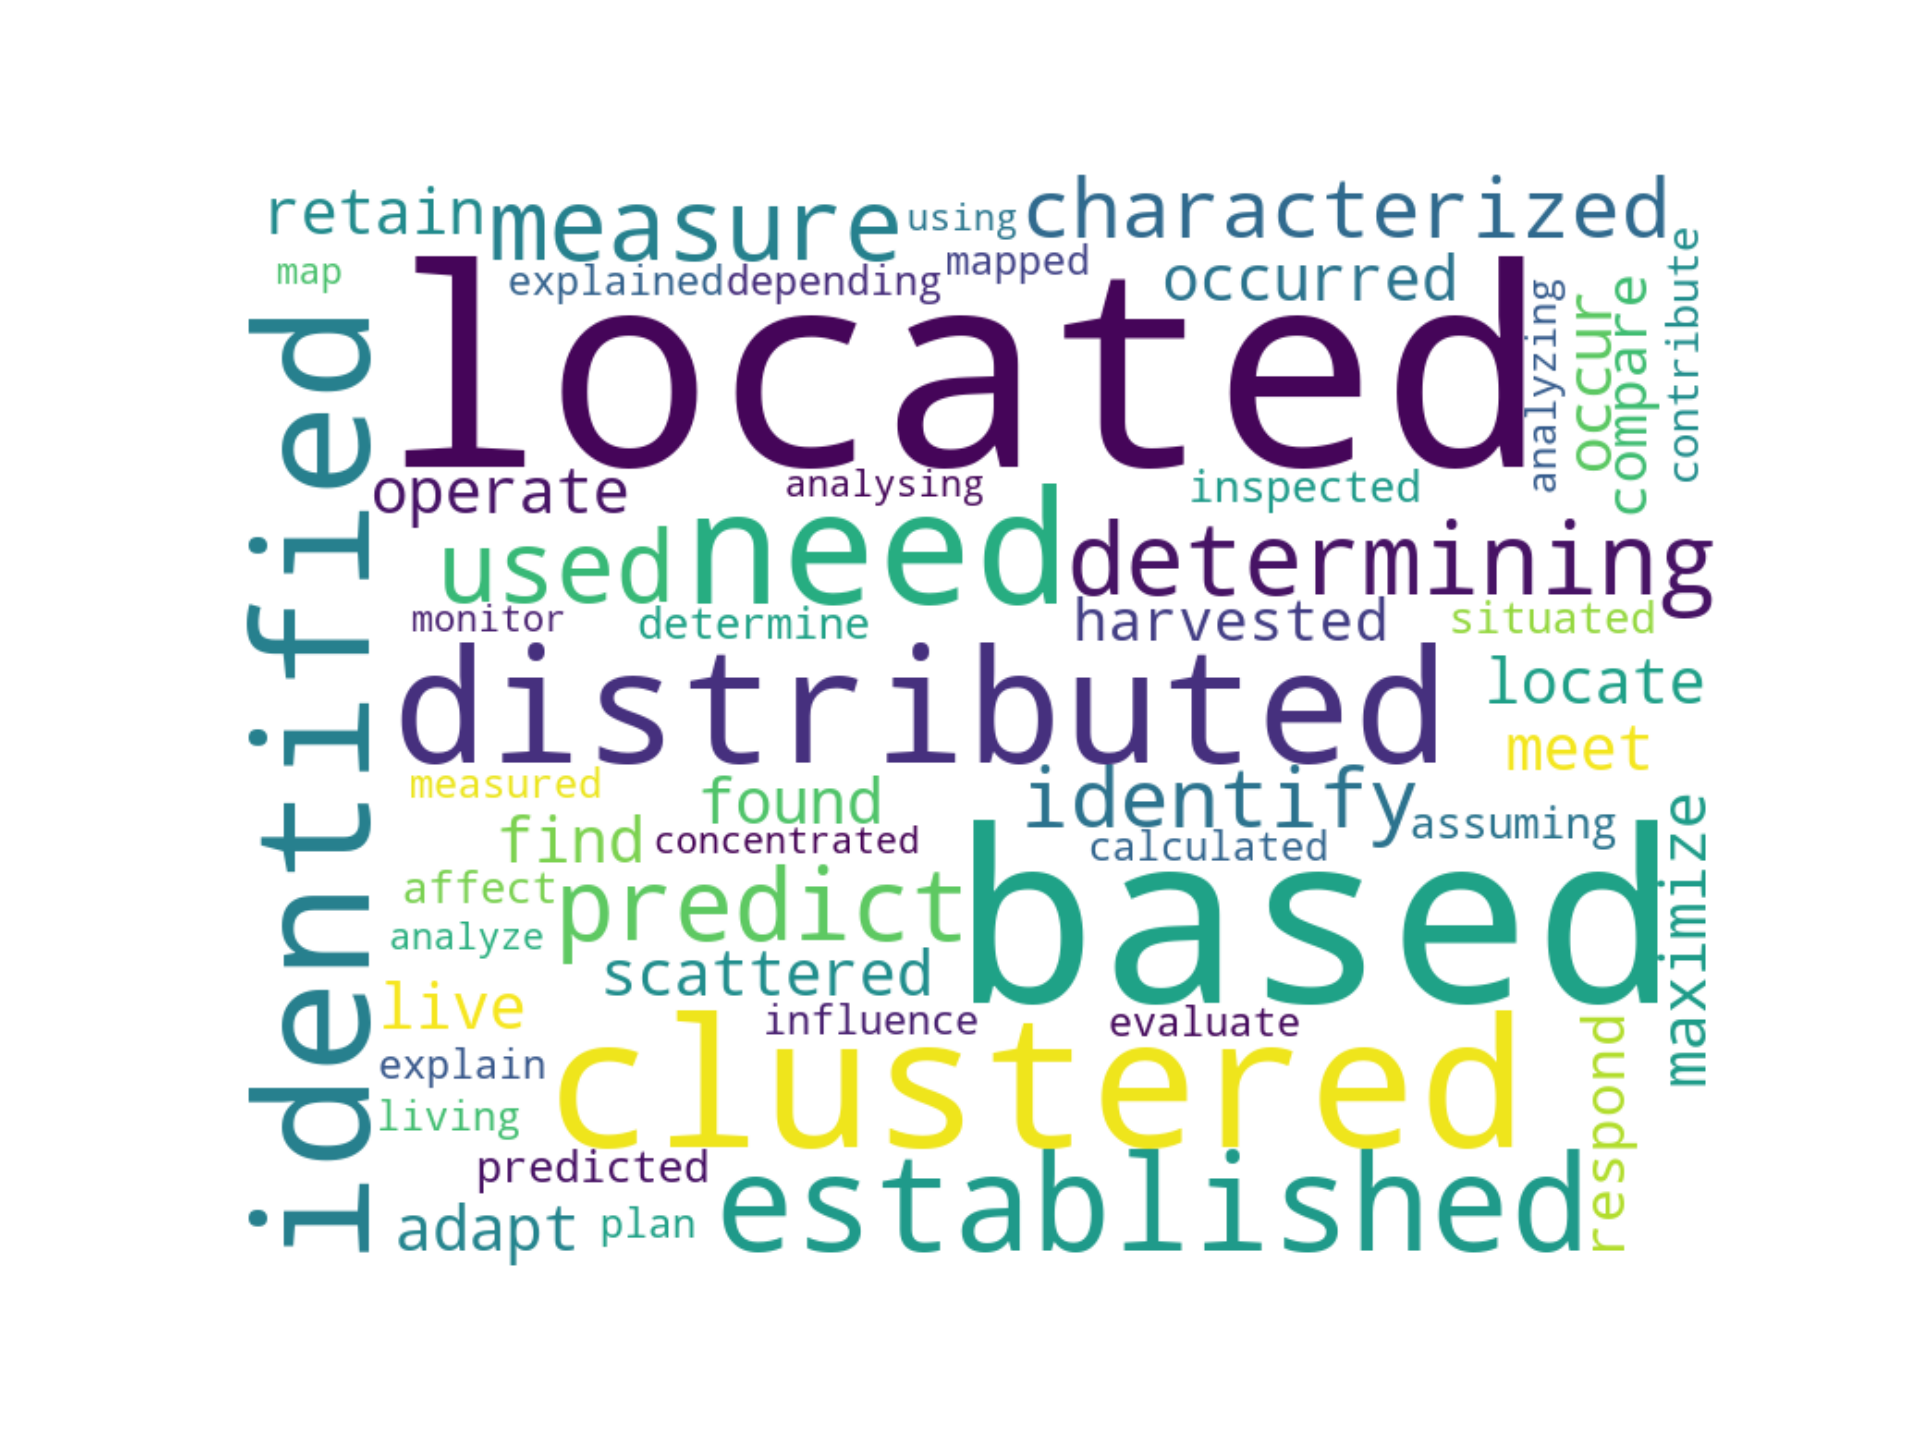 retain measure using characterized
map explained depending mapped occurred
located
identified
analyzing
occur
compare
contribute
operate analysing inspected
used need determining
monitor determine harvested situated
distributed locate
meet
measured found identify assuming
find concentrated calculated
affect predict based
maximize
analyze
scattered
live influence evaluate
explain clustered
respond
living
predicted established
adapt plan